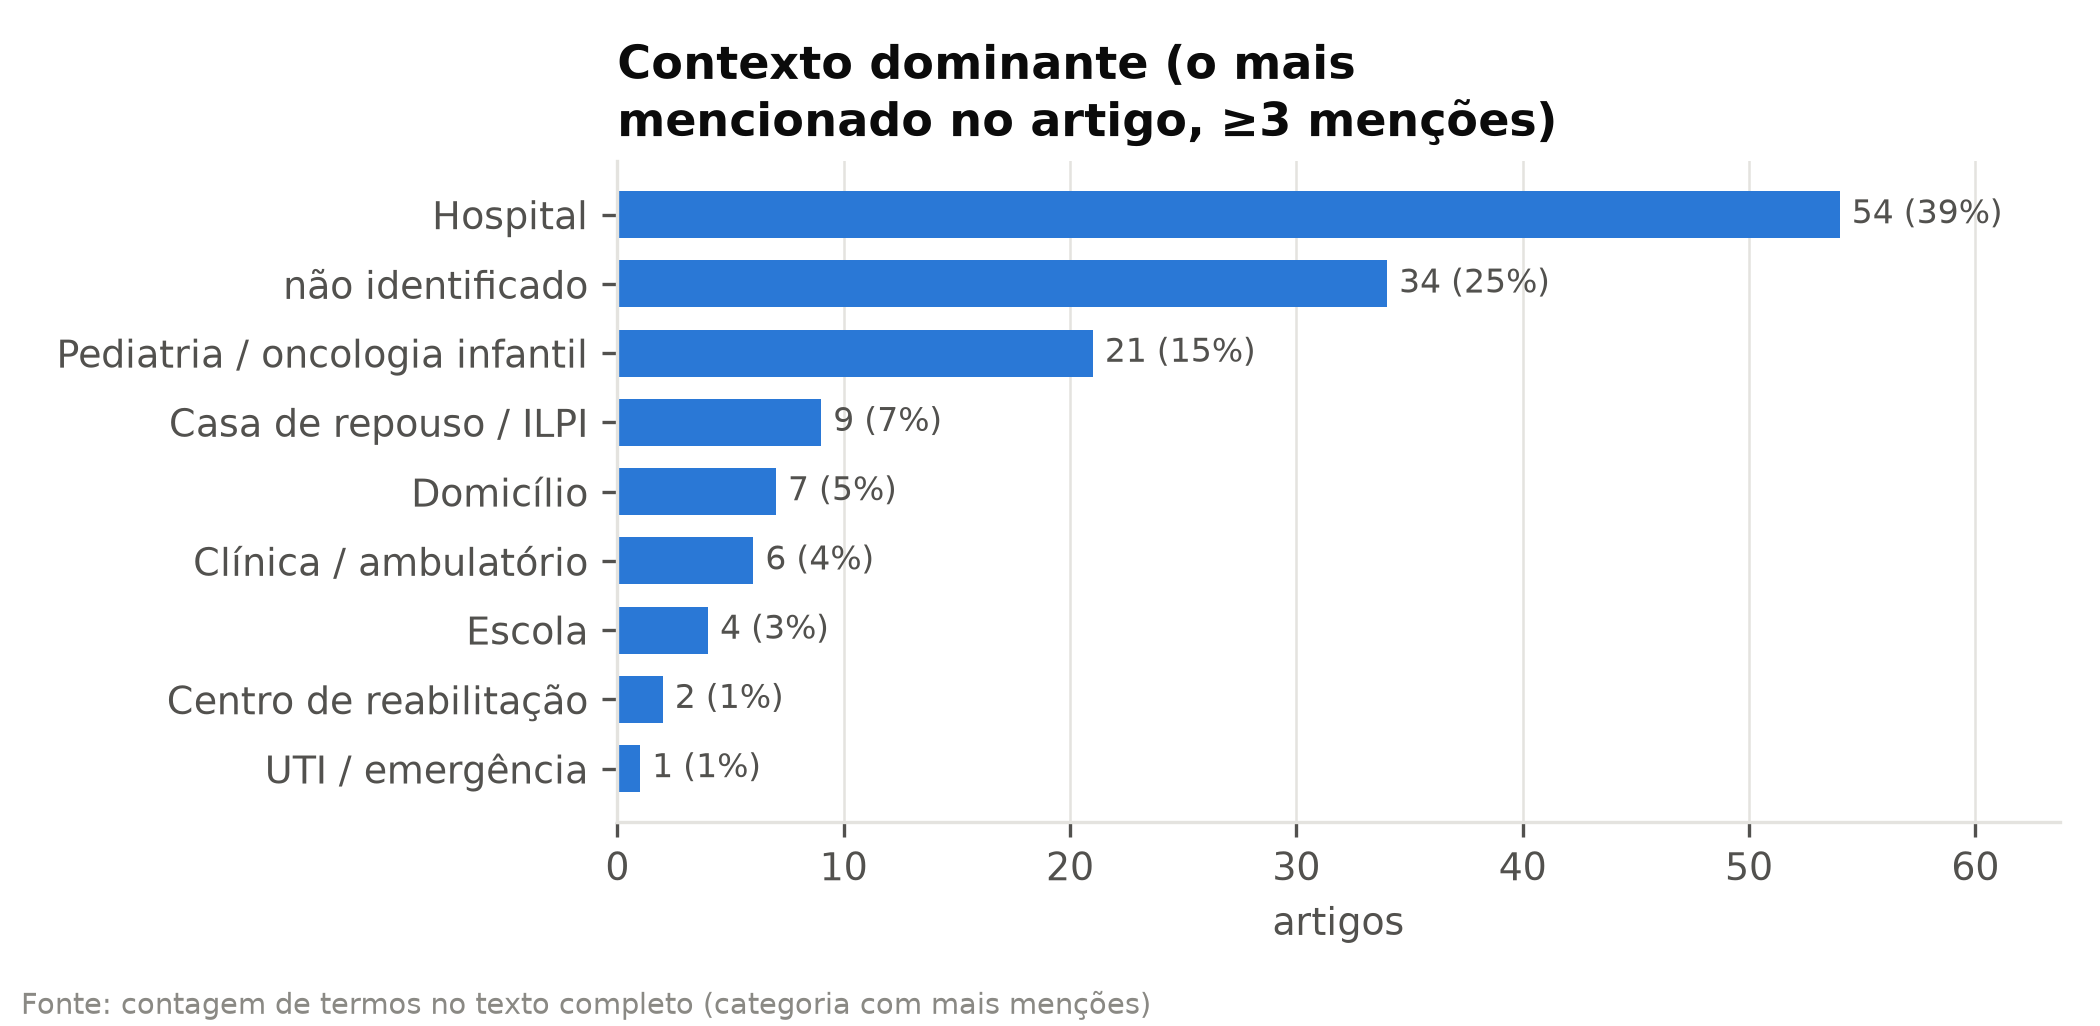 Contexto dominante (o mais
mencionado no artigo, ≥3 menções)
Hospital
54 (39%)
não identificado
34 (25%)
Pediatria / oncologia infantil
21 (15%)
Casa de repouso / ILPI
9 (7%)
Domicílio
7 (5%)
Clínica / ambulatório
6 (4%)
Escola
4 (3%)
Centro de reabilitação
2 (1%)
UTI / emergência
1 (1%)
0 10 20 30 40 50 60
artigos
Fonte: contagem de termos no texto completo (categoria com mais menções)